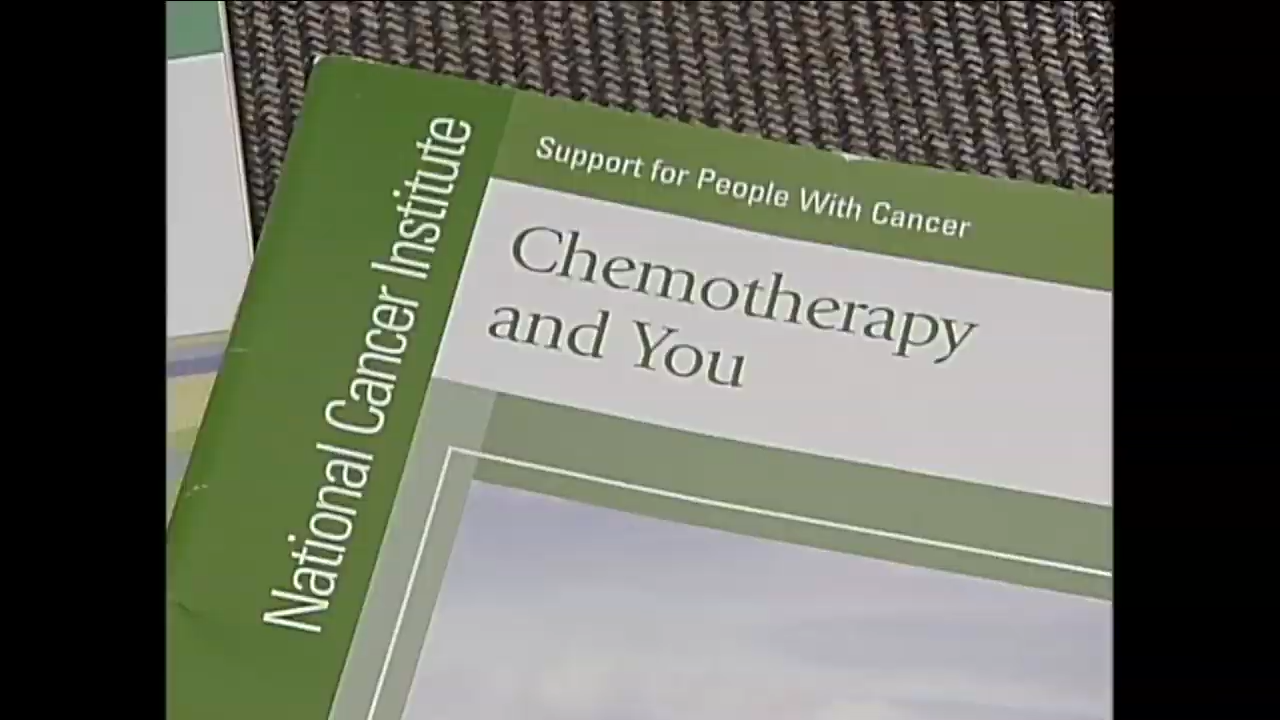 National Cancer Institute
Support for People With Cancer
Chemotherapy
and You